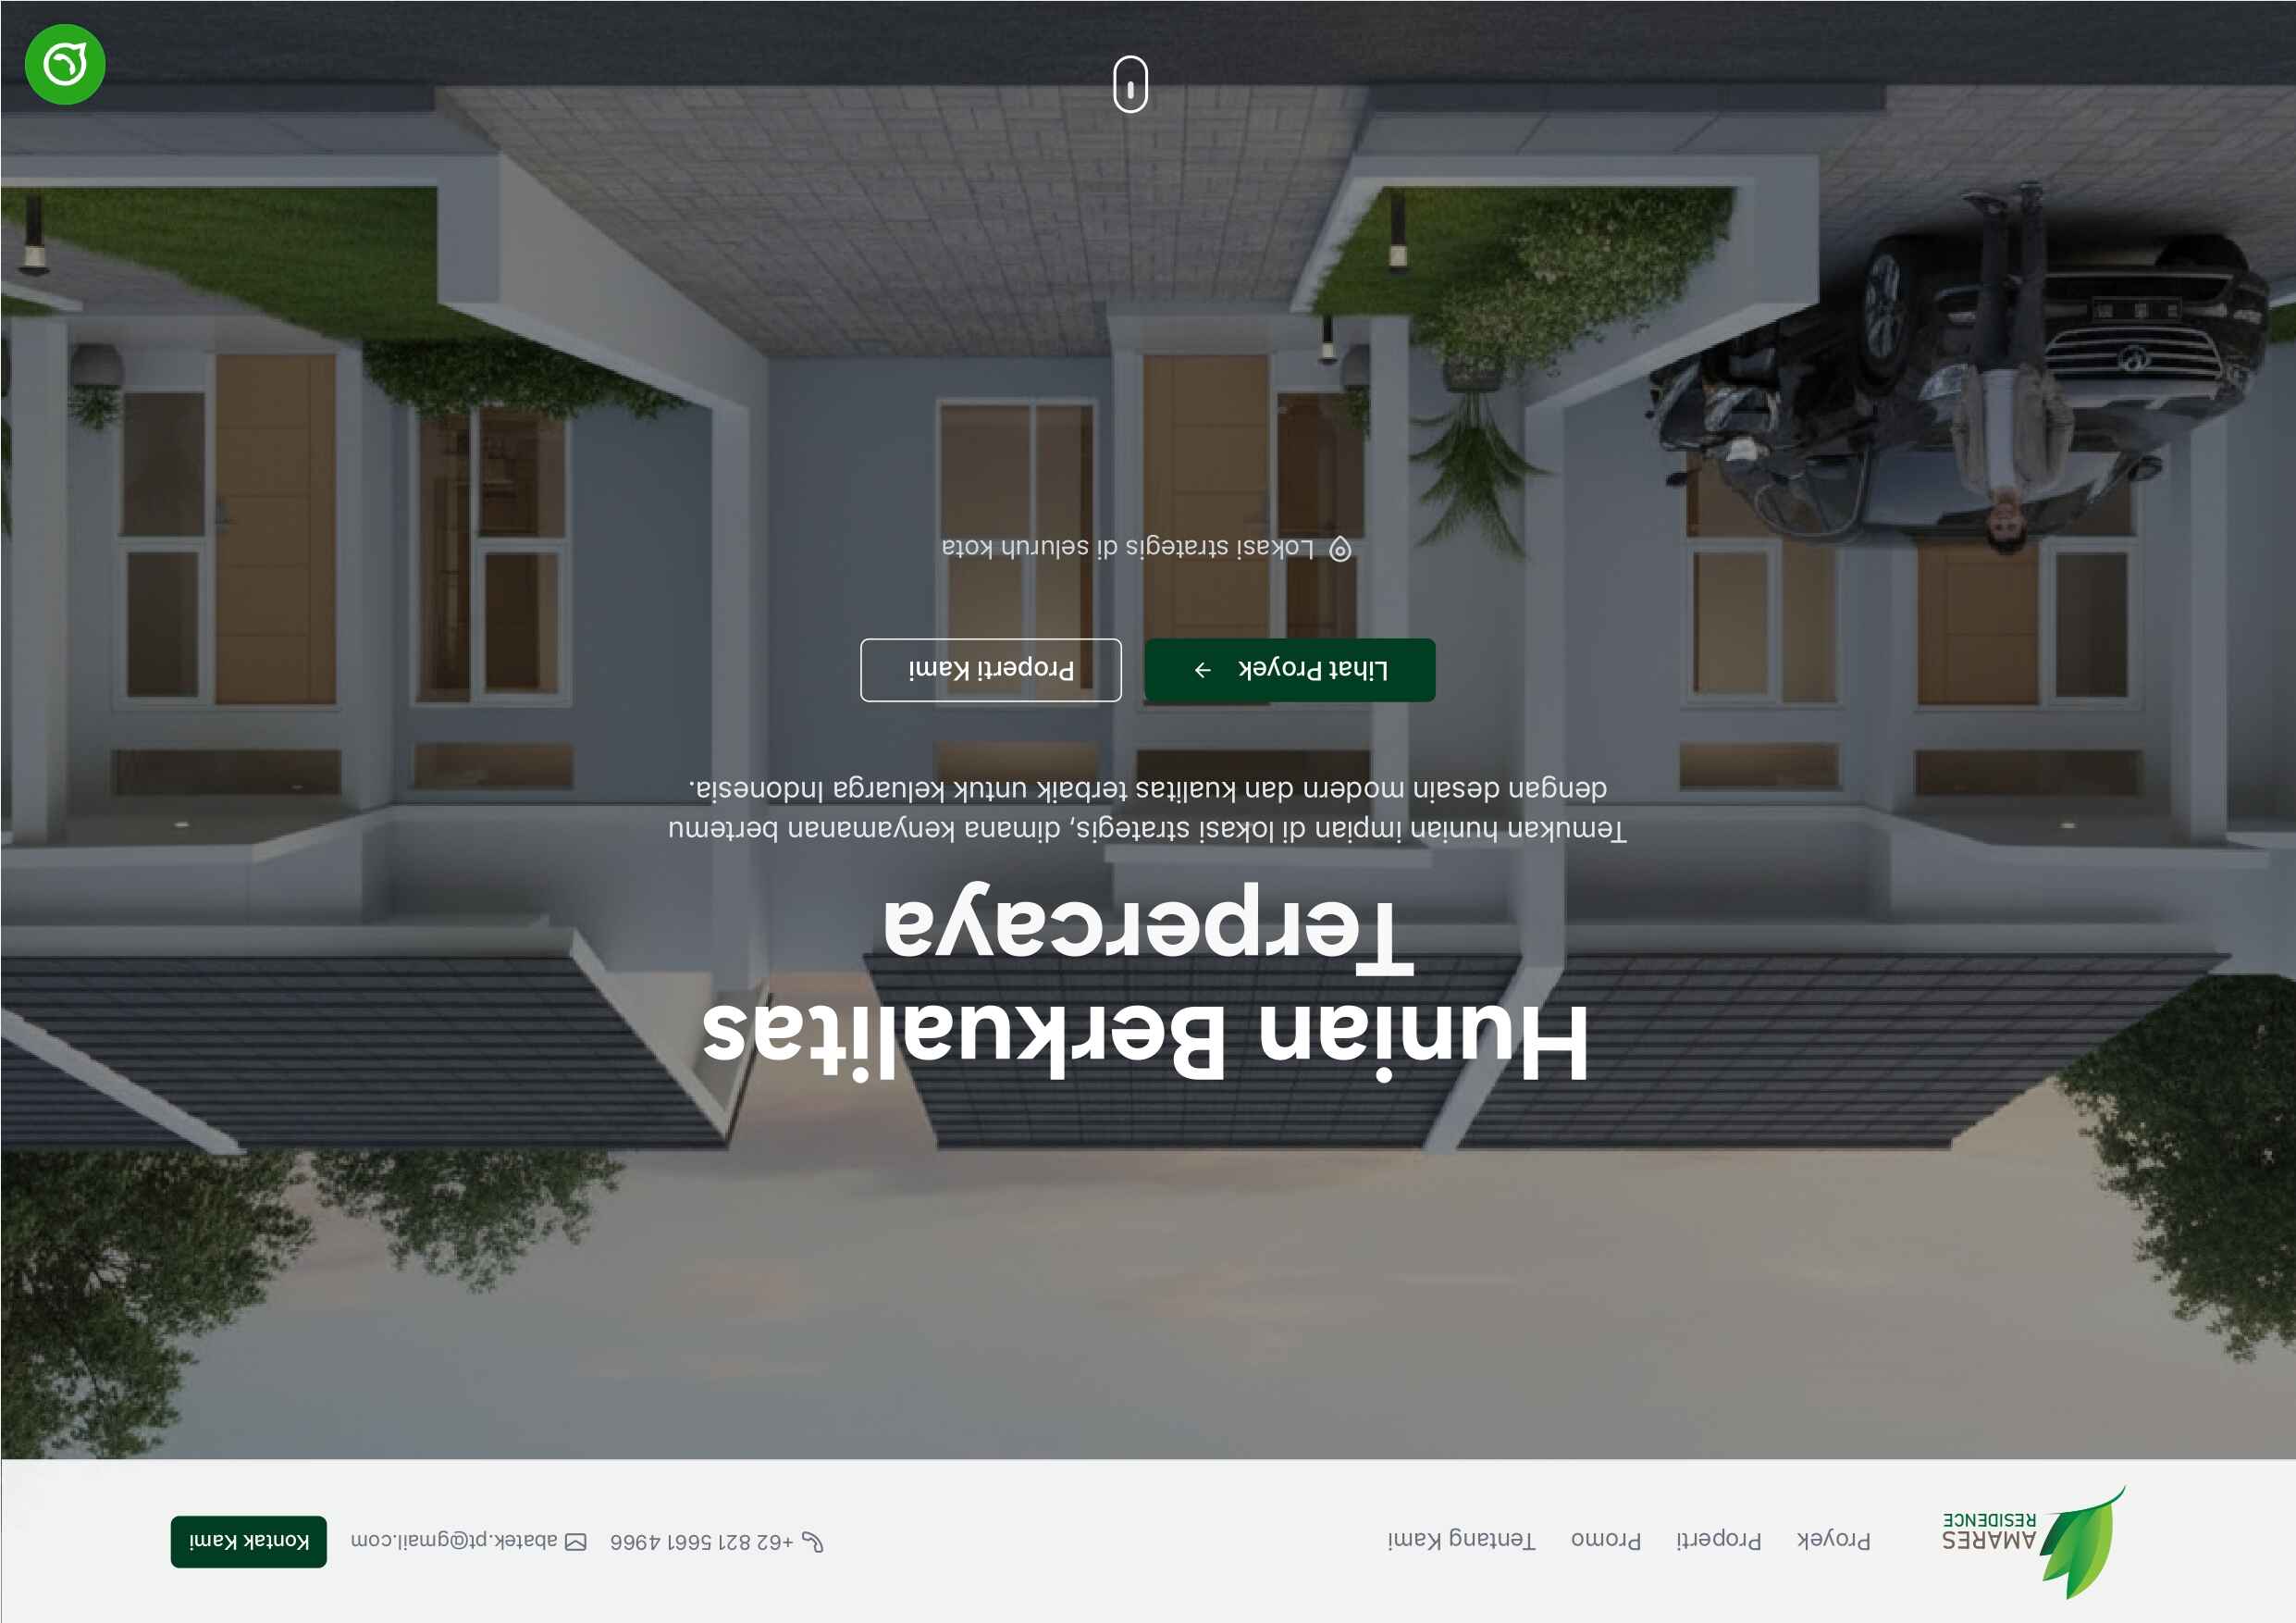 AMARES
RESIDENCE
Proyek
Properti
Promo
Tentang Kami
+62 821 5661 4966
abatek.pt@gmail.com
Kontak Kami
Hunian Berkualitas
Terpercaya
Temukan hunian impian di lokasi strategis, dimana kenyamanan bertemu
dengan desain modern dan kualitas terbaik untuk keluarga Indonesia.
Lihat Proyek
Properti Kami
Lokasi strategis di seluruh kota